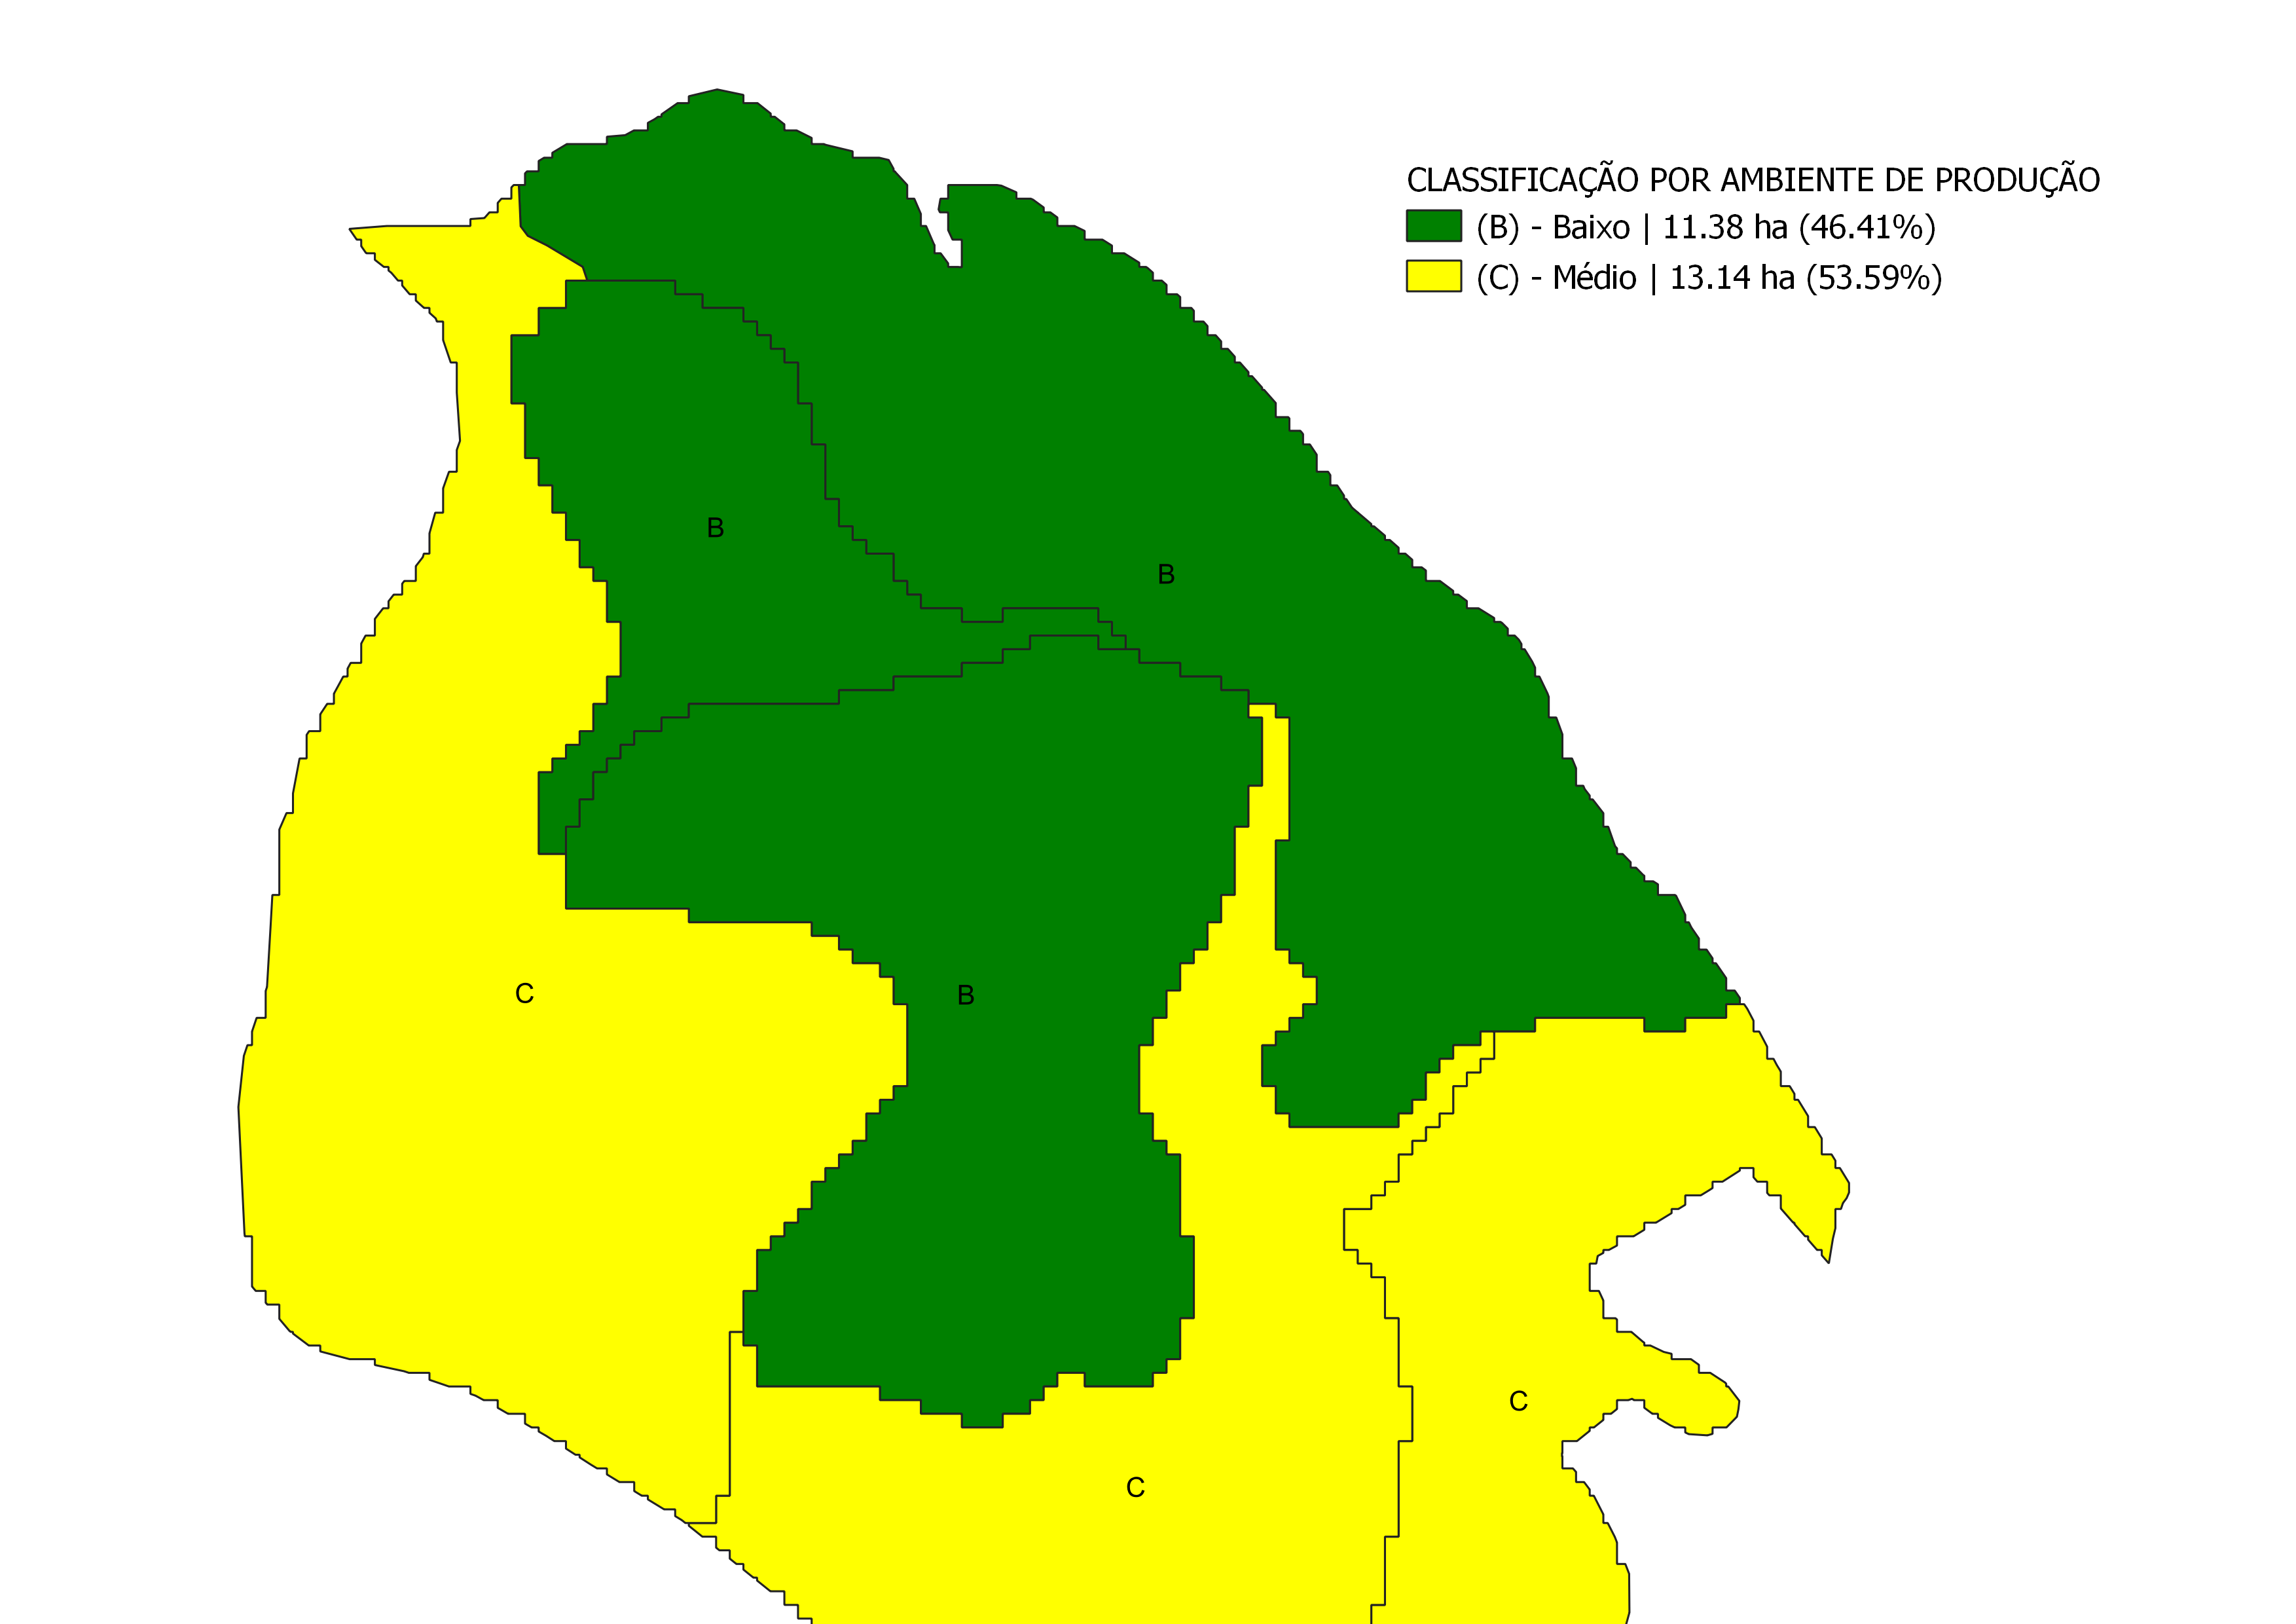 CLASSIFICAÇÃO POR AMBIENTE DE PRODUÇÃO
(B) - Baixo | 11.38 ha (46.41%)
(C) - Médio | 13.14 ha (53.59%)
B
B
C
B
C
C